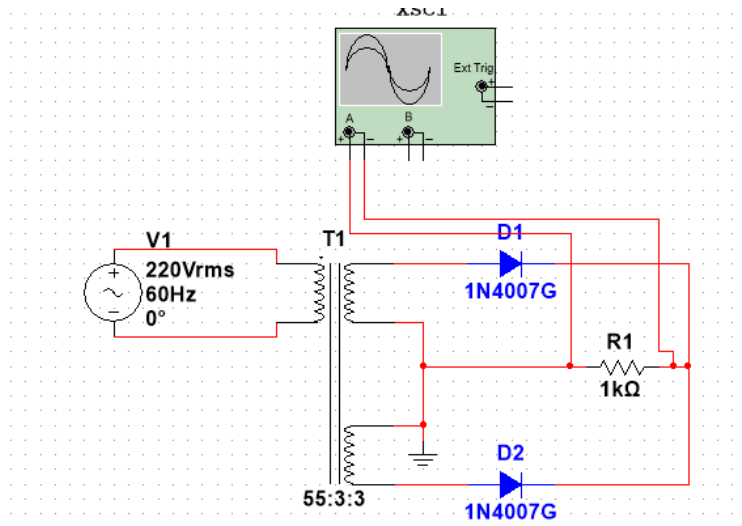 XSC1
Ext Trig
+
−
A
B
+
−
+
−
V1
T1
D1
+
220Vrms
60Hz
−
0°
1N4007G
R1
1kΩ
D2
55:3:3
1N4007G